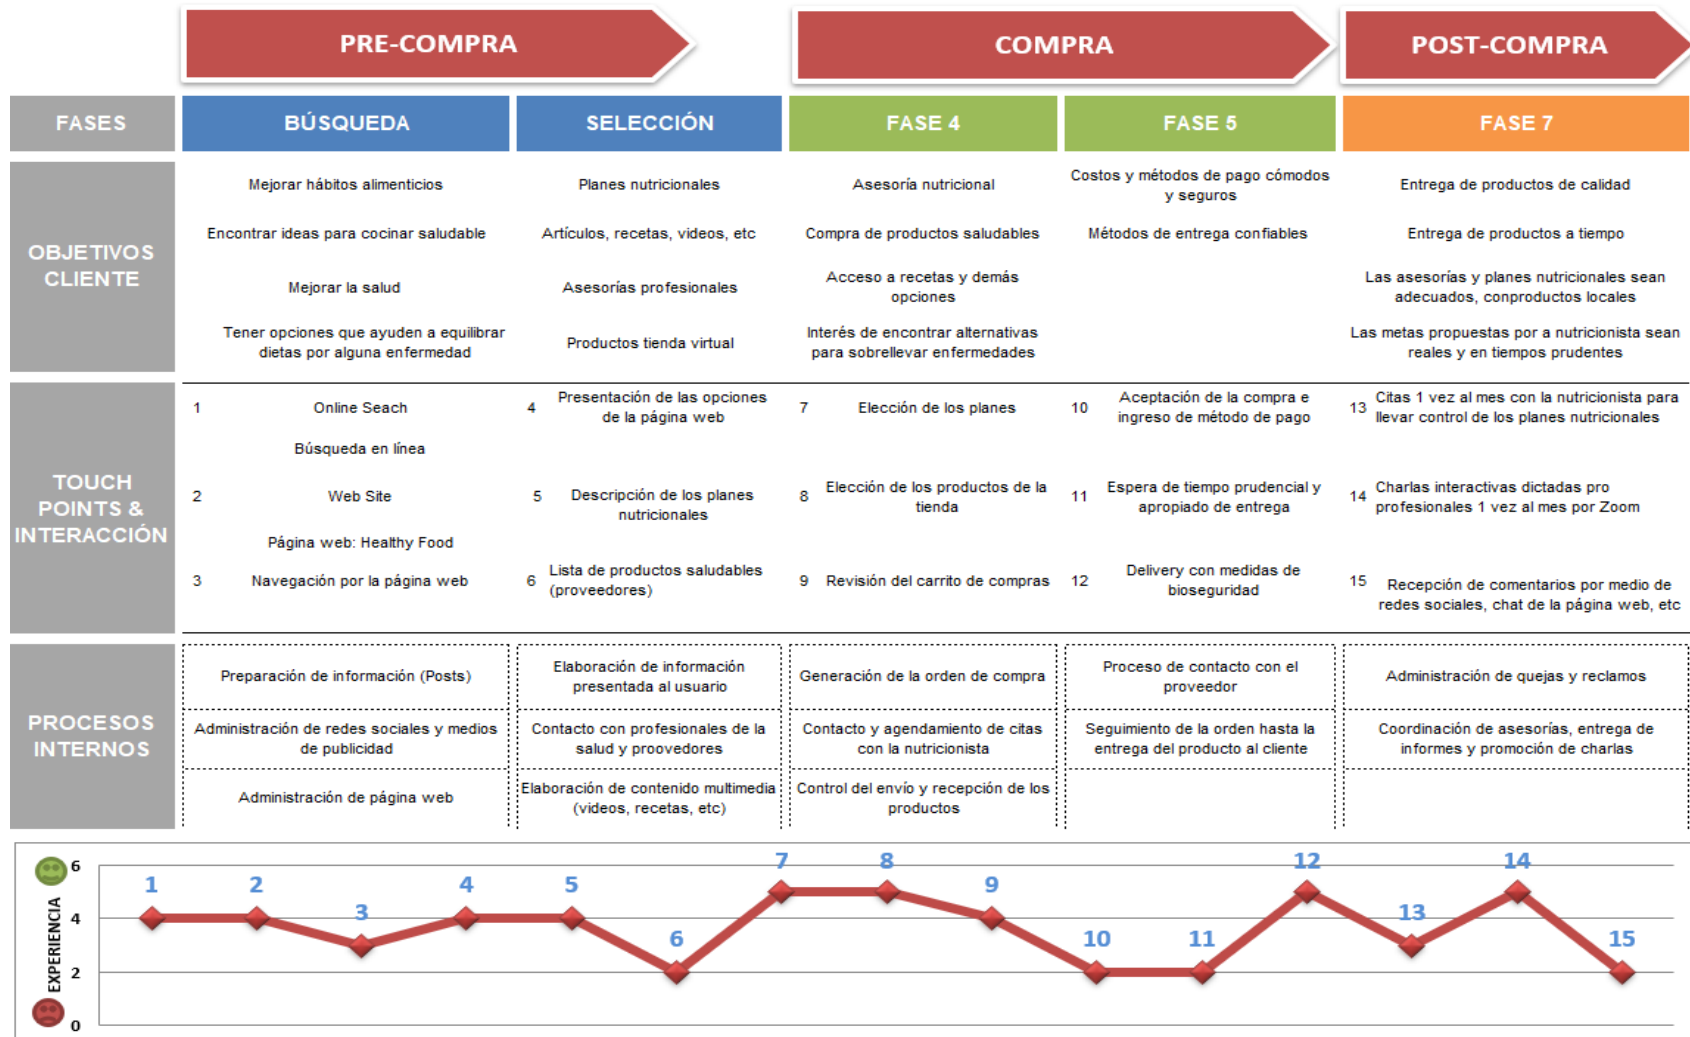 PRE-COMPRA
COMPRA
POST-COMPRA
FASES
BÚSQUEDA
SELECCIÓN
FASE 4
FASE 5
FASE 7
OBJETIVOS
CLIENTE
Mejorar hábitos alimenticios
Encontrar ideas para cocinar saludable
Mejorar la salud
Tener opciones que ayuden a equilibrar
dietas por alguna enfermedad
Planes nutricionales
Artículos, recetas, videos, etc
Asesorías profesionales
Productos tienda virtual
Asesoría nutricional
Compra de productos saludables
Acceso a recetas y demás
opciones
Interés de encontrar alternativas
para sobrellevar enfermedades
Costos y métodos de pago cómodos
y seguros
Métodos de entrega confiables
Entrega de productos de calidad
Entrega de productos a tiempo
Las asesorías y planes nutricionales sean
adecuados, conproductos locales
Las metas propuestas por a nutricionista sean
reales y en tiempos prudentes
TOUCH
POINTS &
INTERACCIÓN
1 Online Seach
Búsqueda en línea
2 Web Site
Página web: Healthy Food
3 Navegación por la página web
4 Presentación de las opciones
de la página web
5 Descripción de los planes
nutricionales
6 Lista de productos saludables
(proveedores)
7 Elección de los planes
8 Elección de los productos de la
tienda
9 Revisión del carrito de compras
10 Aceptación de la compra e
ingreso de método de pago
11 Espera de tiempo prudencial y
apropiado de entrega
12 Delivery con medidas de
bioseguridad
13 Citas 1 vez al mes con la nutricionista para
llevar control de los planes nutricionales
14 Charlas interactivas dictadas pro
profesionales 1 vez al mes por Zoom
15 Recepción de comentarios por medio de
redes sociales, chat de la página web, etc
PROCESOS
INTERNOS
Preparación de información (Posts)
Administración de redes sociales y medios
de publicidad
Administración de página web
Elaboración de información
presentada al usuario
Contacto con profesionales de la
salud y proovedores
Elaboración de contenido multimedia
(videos, recetas, etc)
Generación de la orden de compra
Contacto y agendamiento de citas
con la nutricionista
Control del envío y recepción de los
productos
Proceso de contacto con el
proveedor
Seguimiento de la orden hasta la
entrega del producto al cliente
Administración de quejas y reclamos
Coordinación de asesorías, entrega de
informes y promoción de charlas
EXPERIENCIA
6
4
2
0
1
2
3
4
5
6
7
8
9
10
11
12
13
14
15